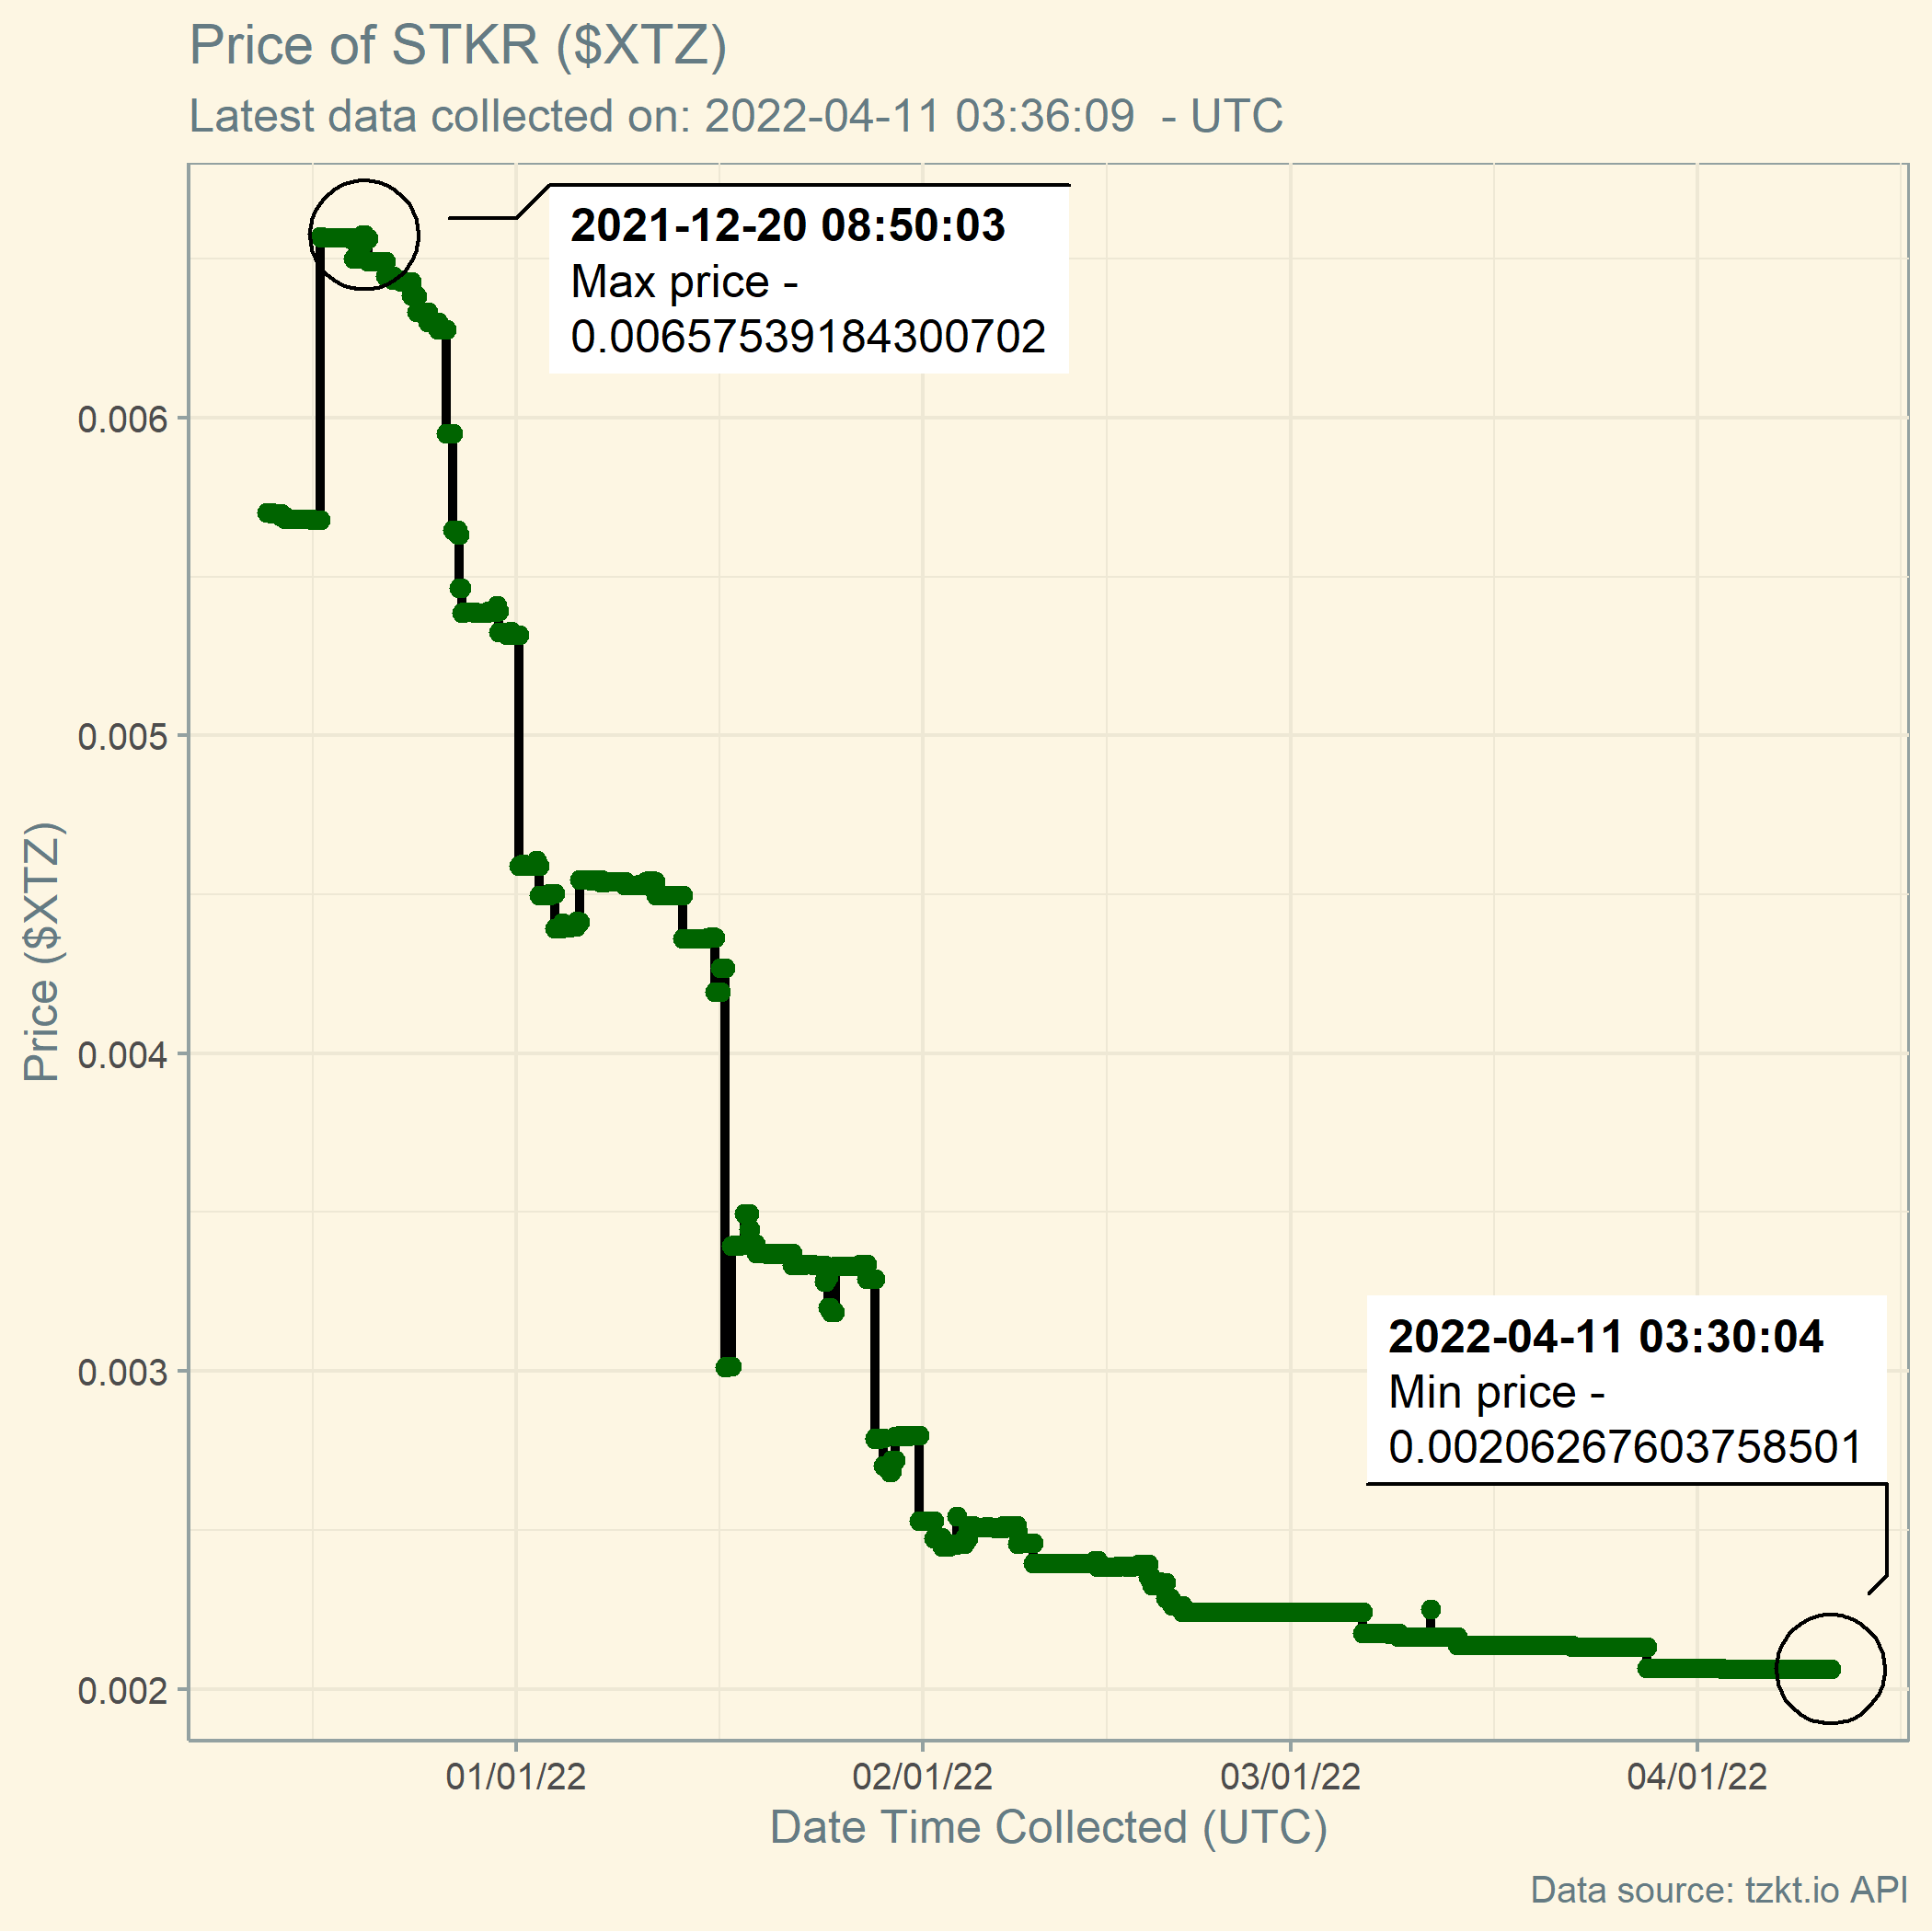 Price of STKR ($XTZ)
Latest data collected on: 2022-04-11 03:36:09  - UTC
2021-12-20 08:50:03
Max price -
0.00657539184300702
0.006
0.005
0.004
0.003
0.002
Price ($XTZ)
2022-04-11 03:30:04
Min price -
0.00206267603758501
01/01/22
02/01/22
03/01/22
04/01/22
Date Time Collected (UTC)
Data source: tzkt.io API